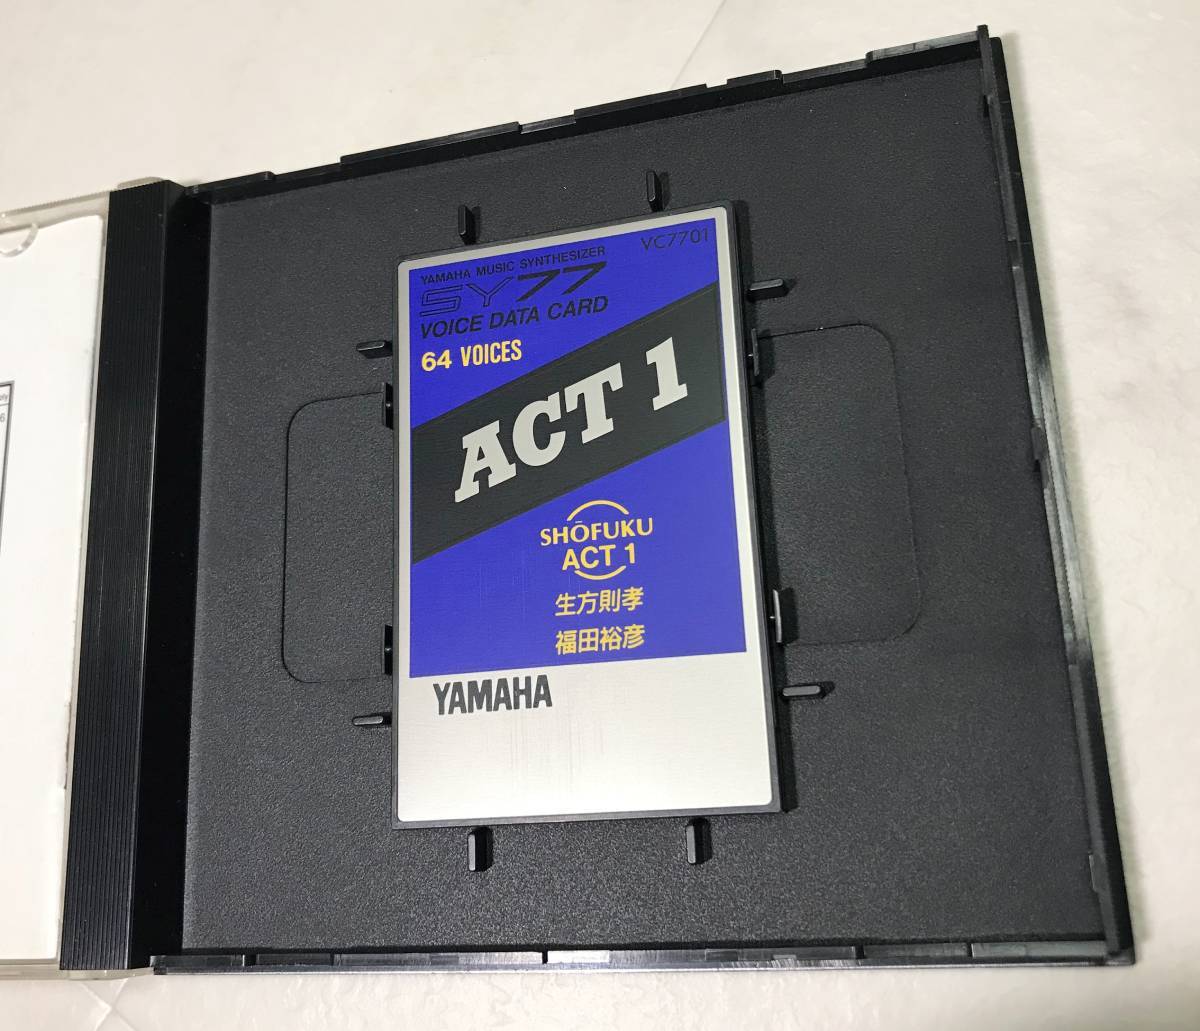 VC7701
YAMAHA MUSIC SYNTHESIZER
SY77
VOICE DATA CARD
64 VOICES
ACT 1
SHŌFUKU
ACT 1
生方則孝
福田裕彦
YAMAHA